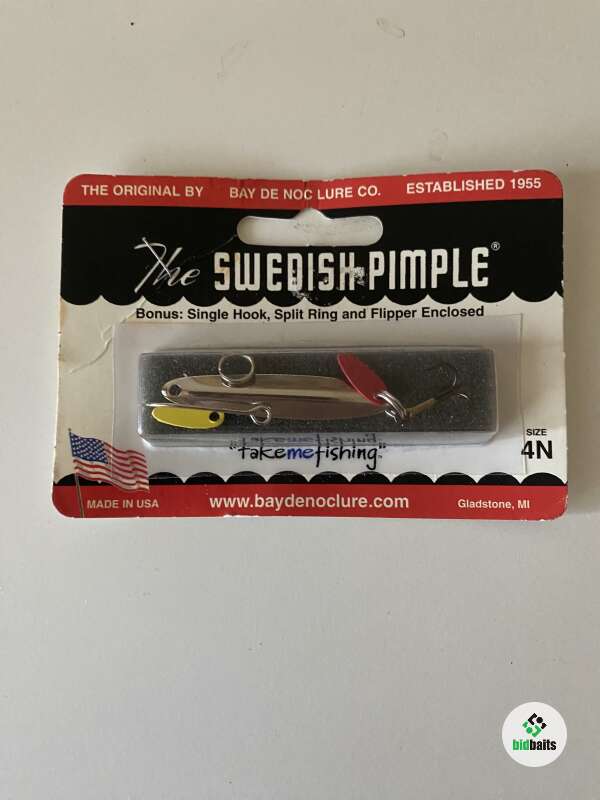 THE ORIGINAL BY BAY DE NOC LURE CO. ESTABLISHED 1955
The SWEDISH PIMPLE®
Bonus: Single Hook, Split Ring and Flipper Enclosed
"takemefishing™
SIZE
4N
MADE IN USA www.baydenoclure.com Gladstone, MI
bidbaits